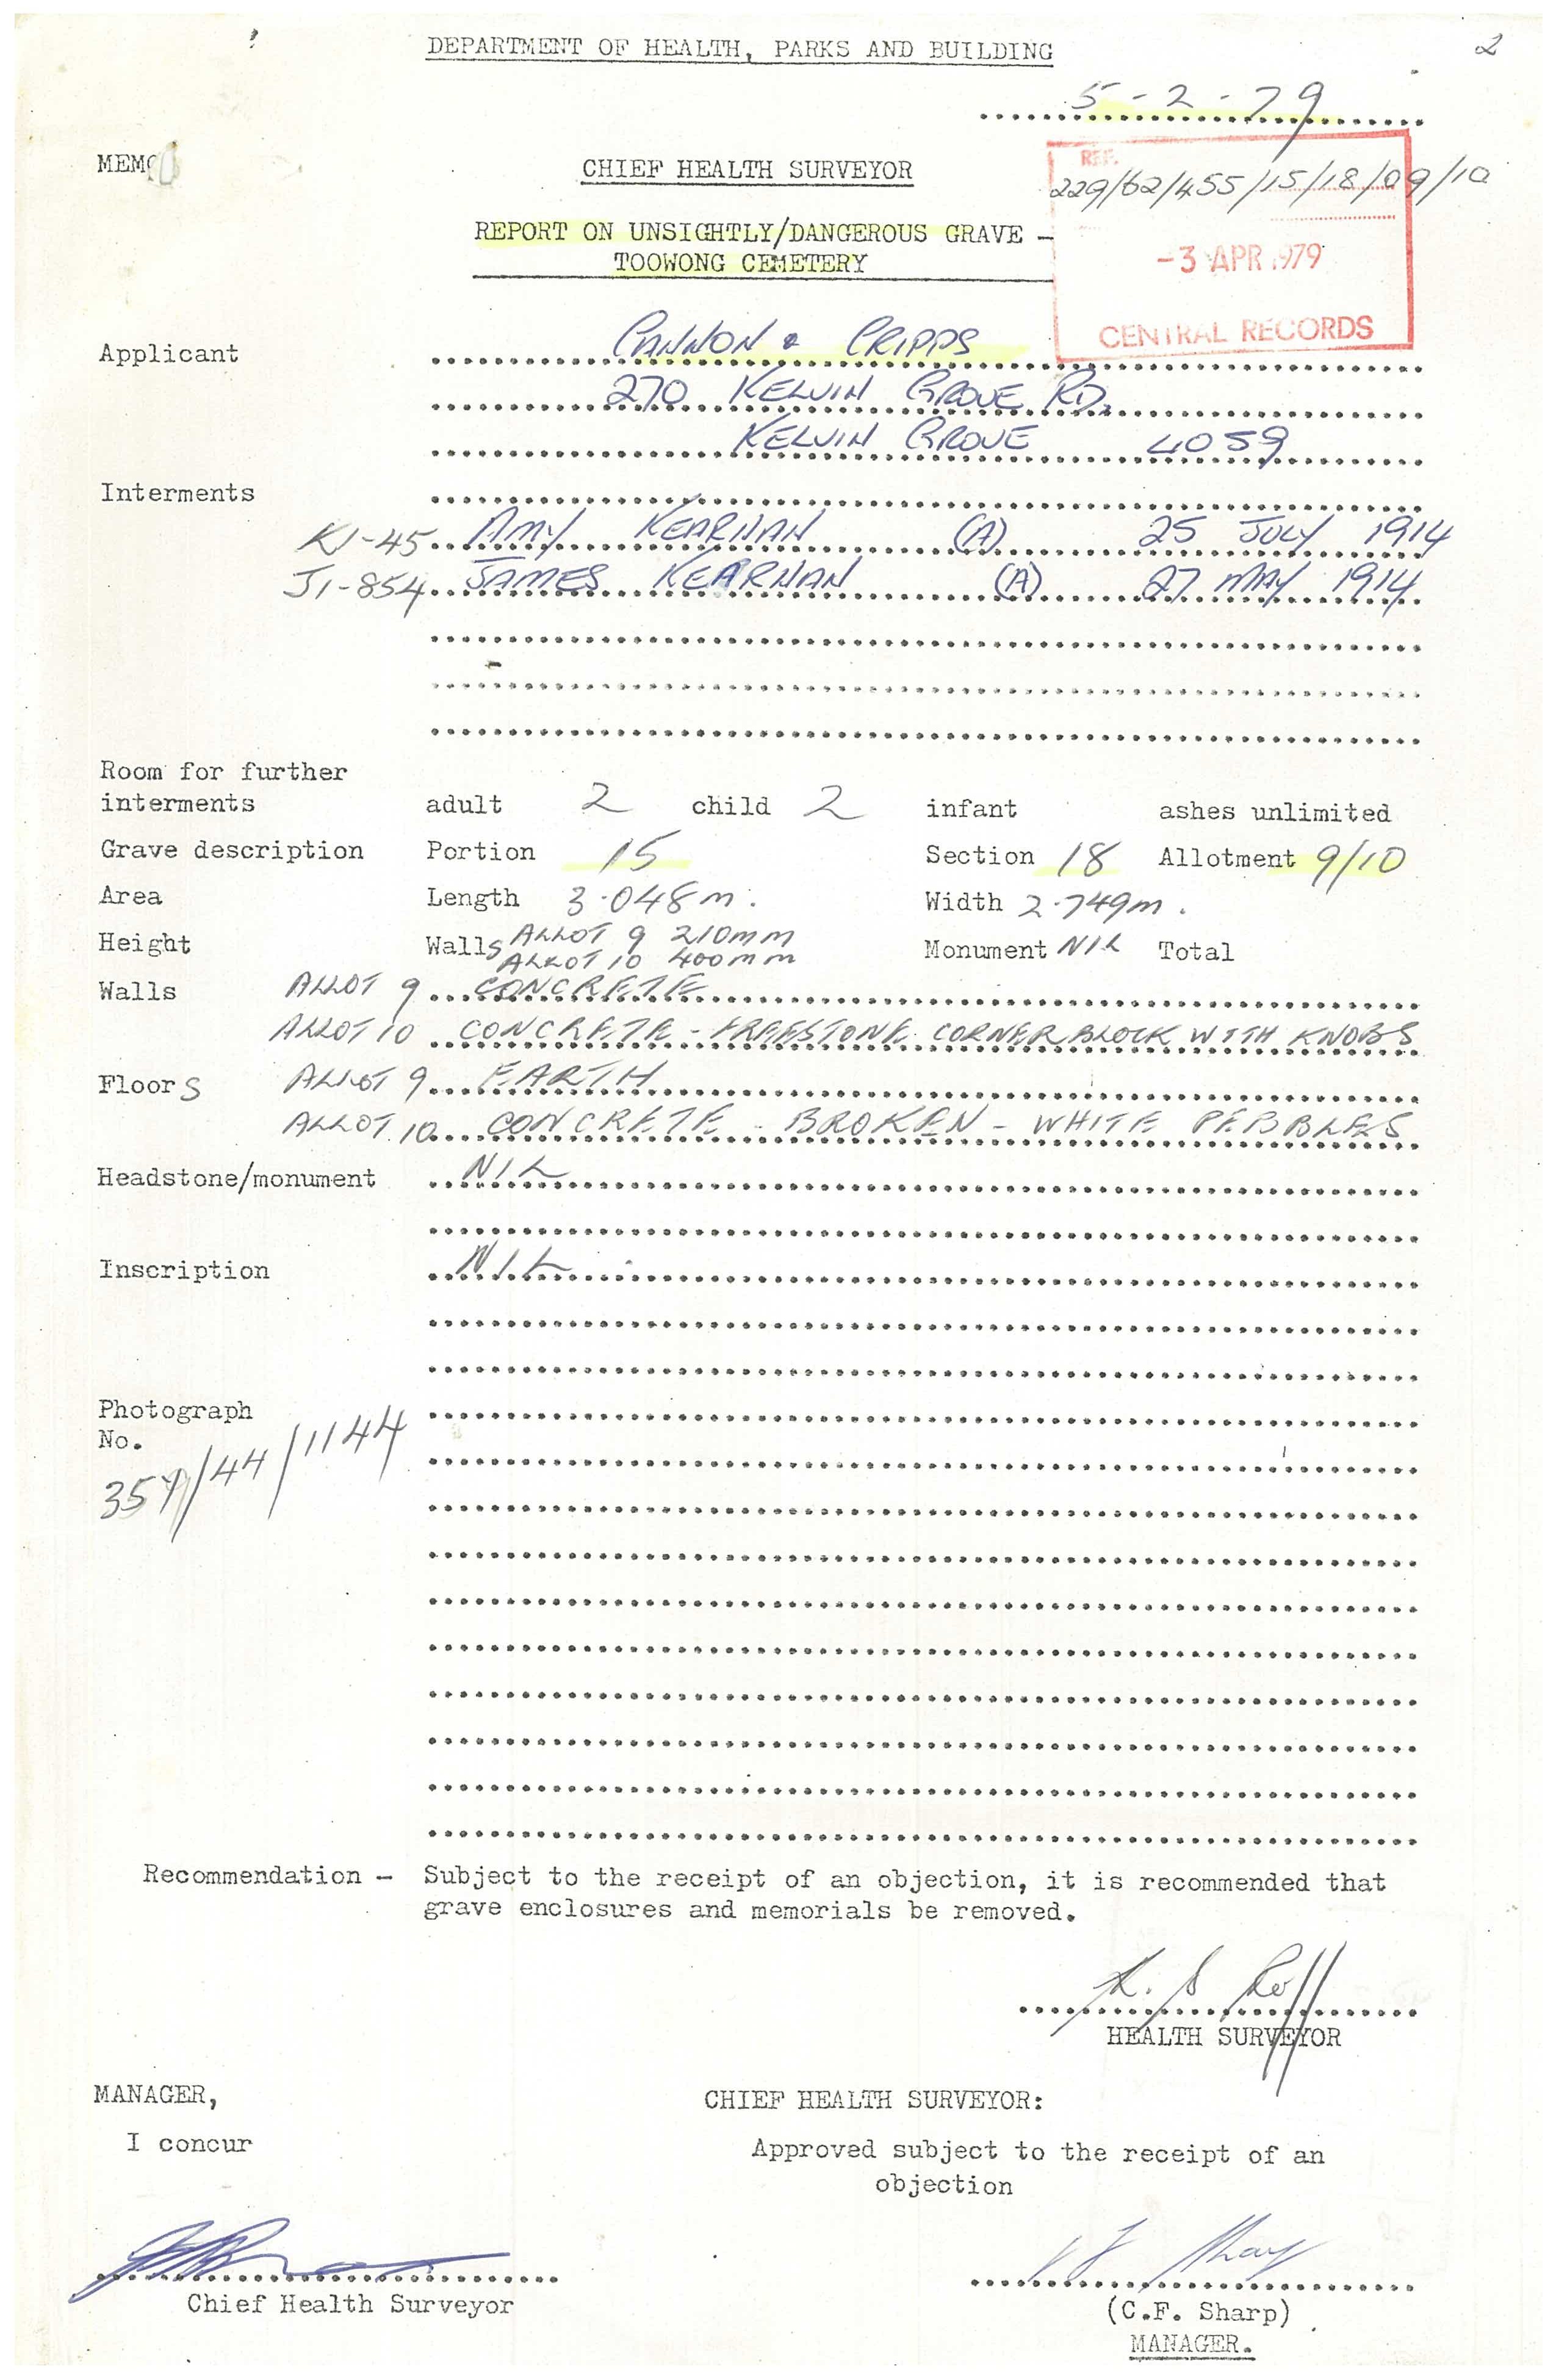 DEPARTMENT OF HEALTH, PARKS AND BUILDING
2
5-2-79
MEMO
CHIEF HEALTH SURVEYOR
REF.
229/62/455/15/18/09/10
REPORT ON UNSIGHTLY/DANGEROUS GRAVE –
TOOWONG CEMETERY
-3 APR 1979
CENTRAL RECORDS
Applicant CANNON & CRIPPS
270 KELVIN GROVE RD,
KELVIN GROVE 4059
Interments
K1-45 AMY KEARNAN (A) 25 JULY 1914
J1-854 JAMES KEARNAN (A) 27 MAY 1914
Room for further
interments adult 2 child 2 infant ashes unlimited
Grave description Portion 15 Section 18 Allotment 9/10
Area Length 3.048m. Width 2.749m.
Height Walls ALLOT 9 210mm Monument NIL Total
ALLOT 10 400mm
Walls ALLOT 9 CONCRETE
ALLOT 10 CONCRETE - FREESTONE CORNER BLOCK WITH KNOBS
Floors ALLOT 9 EARTH
ALLOT.10 CONCRETE - BROKEN - WHITE PEBBLES
Headstone/monument NIL
Inscription NIL
Photograph
No.
/44/1144
Recommendation – Subject to the receipt of an objection, it is recommended that
grave enclosures and memorials be removed.
HEALTH SURVEYOR
MANAGER, CHIEF HEALTH SURVEYOR:
I concur Approved subject to the receipt of an
objection
Chief Health Surveyor
(C.F. Sharp)
MANAGER.